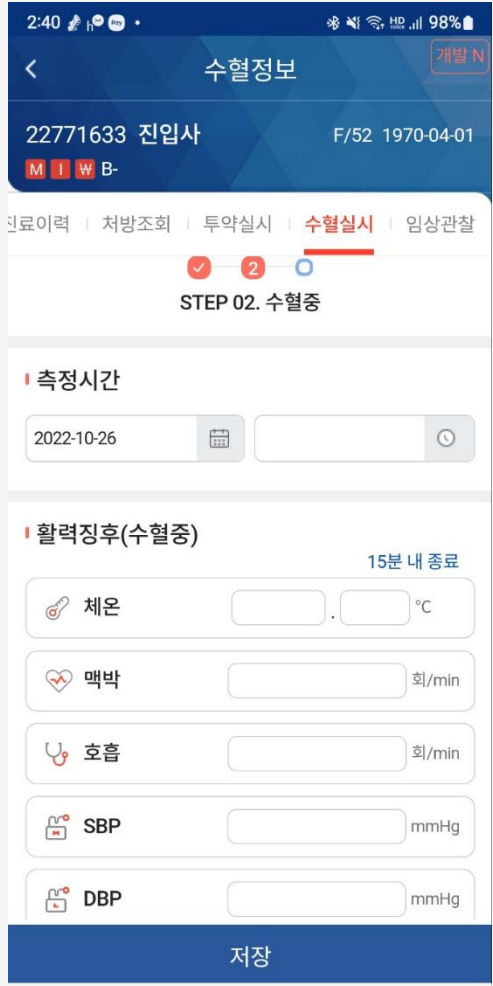 2:40 Pay • HD voice 98%
수혈정보 개발 N
22771633 진입사 F/52 1970-04-01
M I W B-
진료이력 처방조회 투약실시 수혈실시 임상관찰
2
STEP 02. 수혈중
측정시간
2022-10-26
활력징후(수혈중)
15분 내 종료
체온 . °C
맥박 회/min
호흡 회/min
SBP mmHg
DBP mmHg
저장